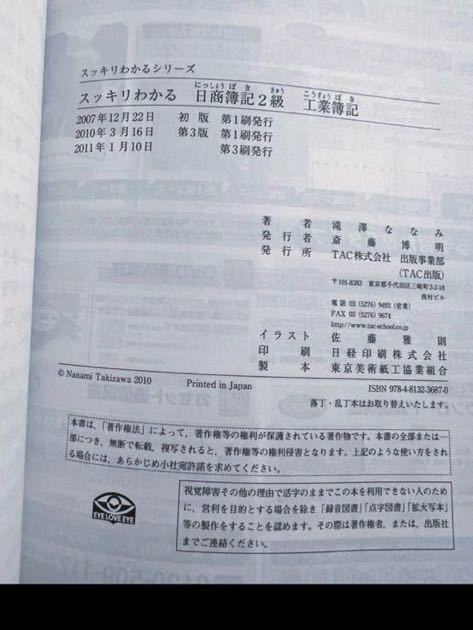 スッキリわかるシリーズ
スッキリわかる 日商簿記2級 工業簿記
にっしょうぼき きゅう こうぎょうぼき
2007年12月22日 初 版 第1刷発行
2010年3月16日 第3版 第1刷発行
2011年1月10日 第3刷発行
著者 滝澤ななみ
発行者 斎藤博明
発行所 TAC株式会社 出版事業部
(TAC出版)
〒101-8383 東京都千代田区三崎町3-2-18
西村ビル
電話 03 (5276) 9492 (営業)
FAX 03 (5276) 9674
http://www.tac-school.co.jp
イラスト 佐藤雅則
印刷 日経印刷株式会社
製本 東京美術紙工協業組合
© Nanami Takizawa 2010 Printed in Japan ISBN 978-4-8132-3687-0
落丁・乱丁本はお取り替えいたします。
本書は,「著作権法」によって,著作権等の権利が保護されている著作物です。本書の全部または一
部につき,無断で転載,複写されると,著作権等の権利侵害となります。上記のような使い方をされ
る場合には,あらかじめ小社宛許諾を求めてください。
EYE LOVE EYE
視覚障害その他の理由で活字のままでこの本を利用できない人のため
に,営利を目的とする場合を除き「録音図書」「点字図書」「拡大写本」
等の製作をすることを認めます。その際は著作権者,または,出版社
までご連絡ください。